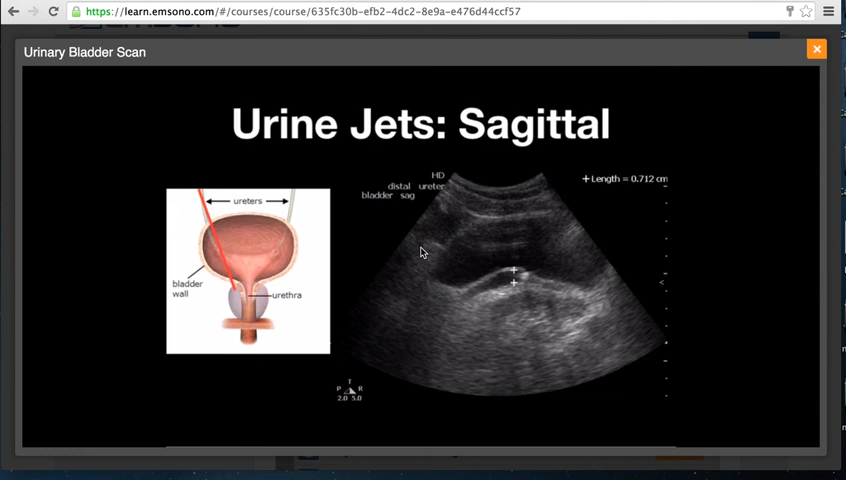 https://learn.emsono.com/#/courses/course/635fc30b-efb2-4dc2-8e9a-e476d44ccf57
Urinary Bladder Scan
Urine Jets: Sagittal
ureters
bladder
wall
urethra
HD
distal ureter
bladder sag
+ Length = 0.712 cm
T
P R
2.0 5.0